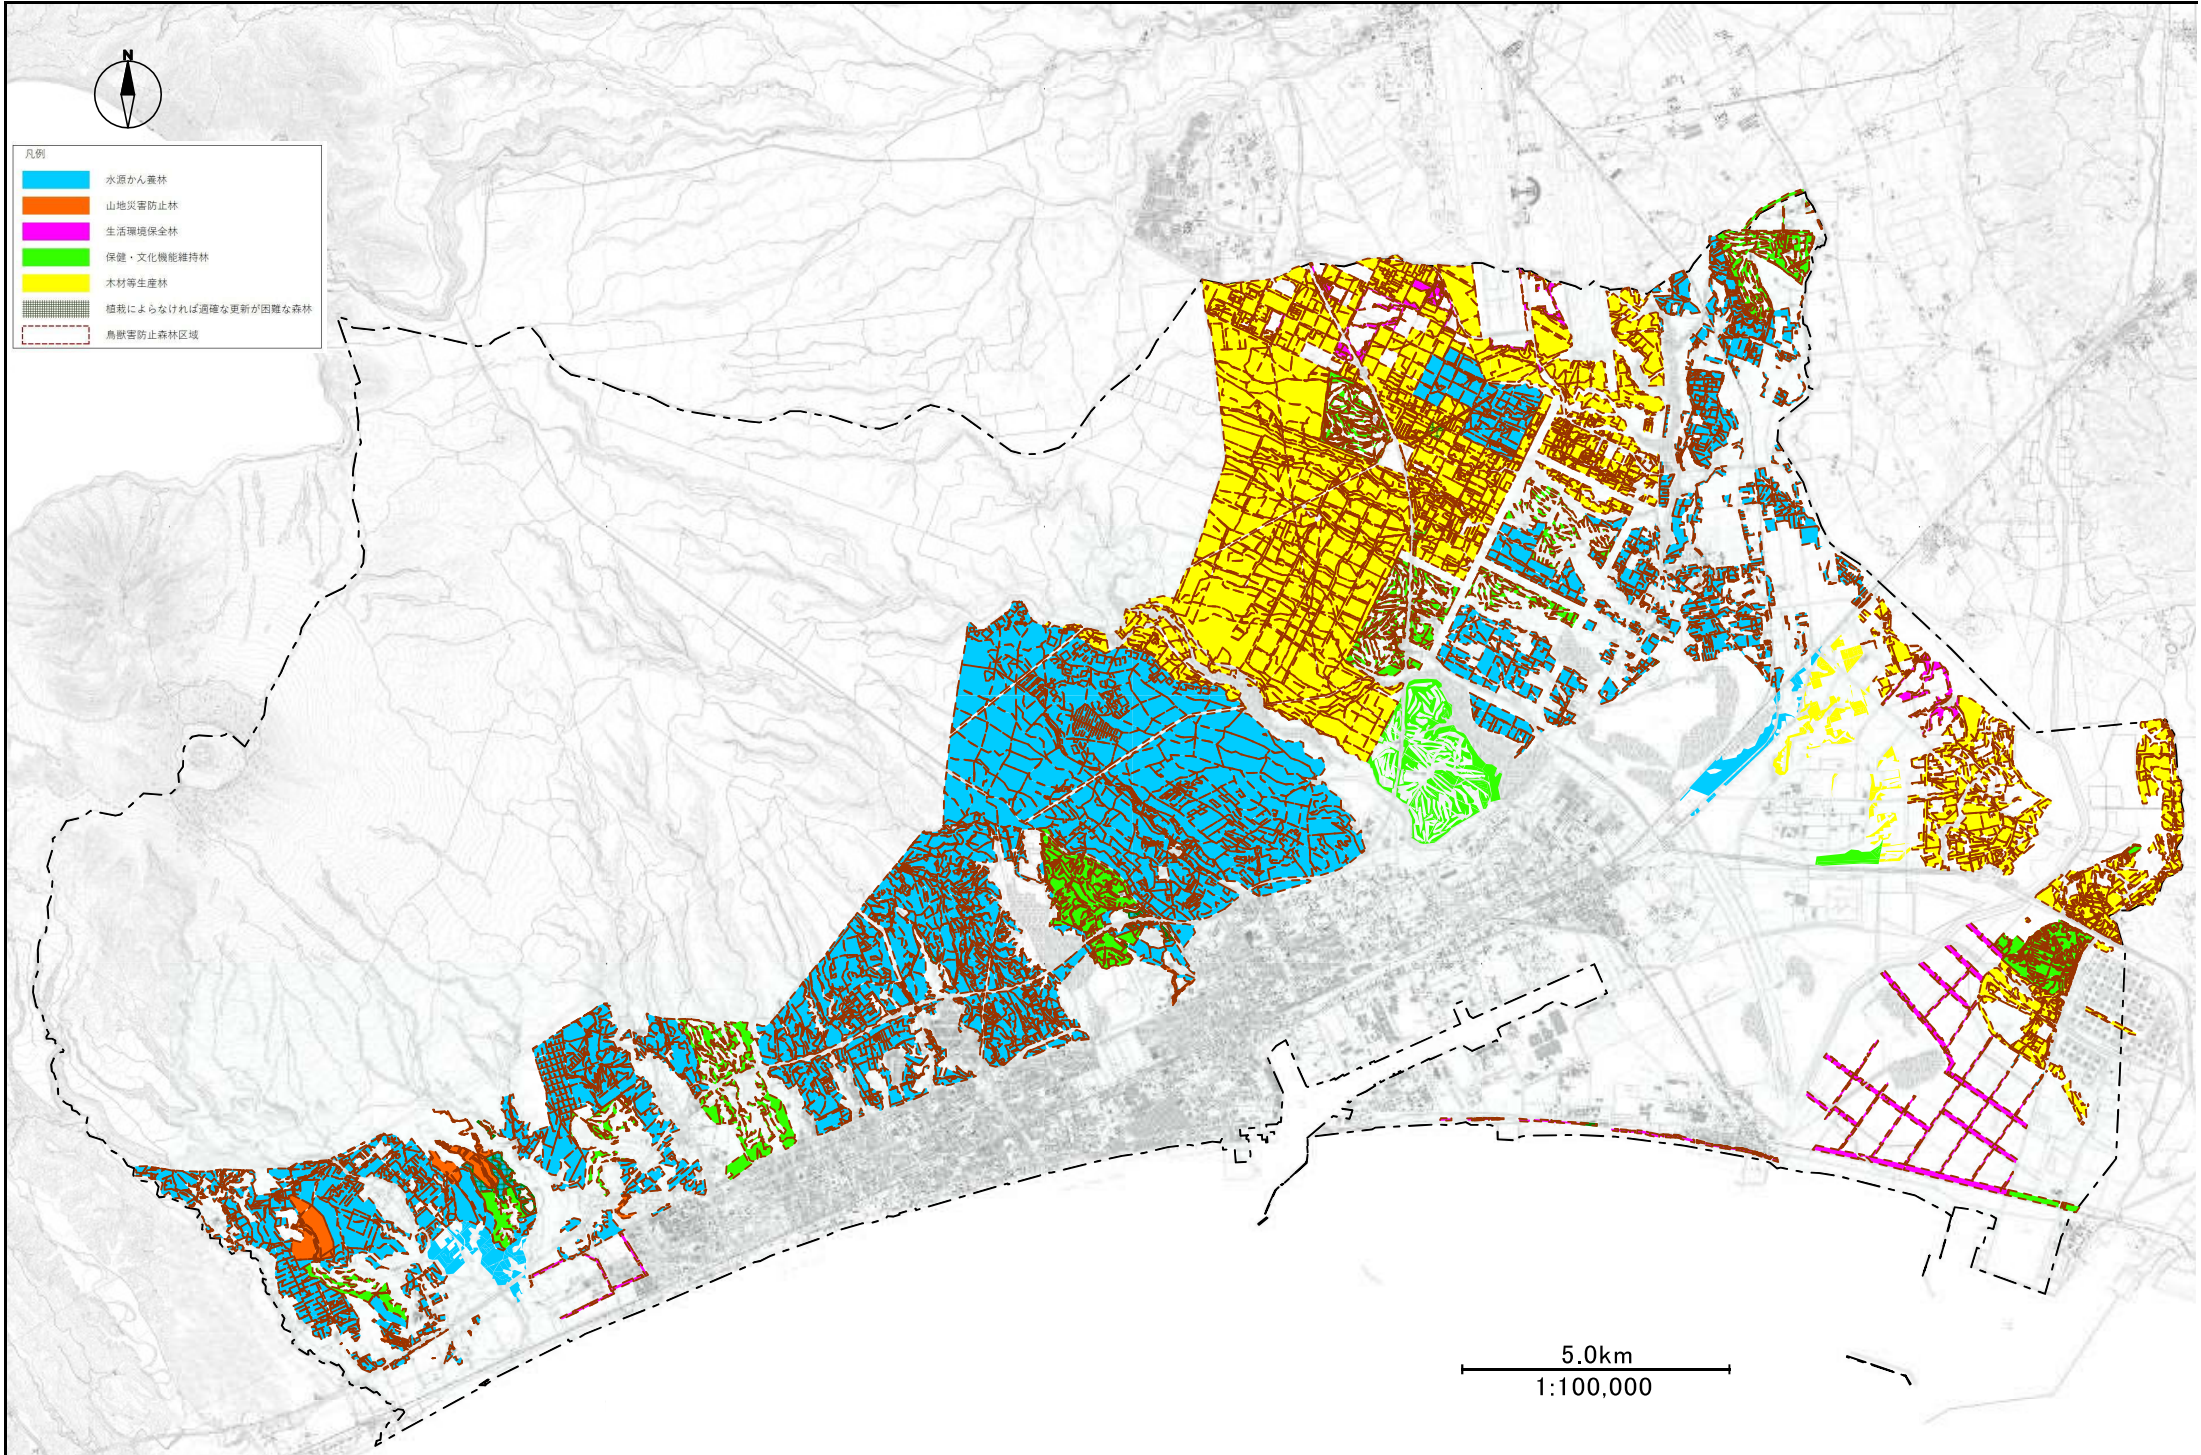 N
凡例
水源かん養林
山地災害防止林
生活環境保全林
保健・文化機能維持林
木材等生産林
植栽によらなければ適確な更新が困難な森林
鳥獣害防止森林区域
5.0km
1:100,000